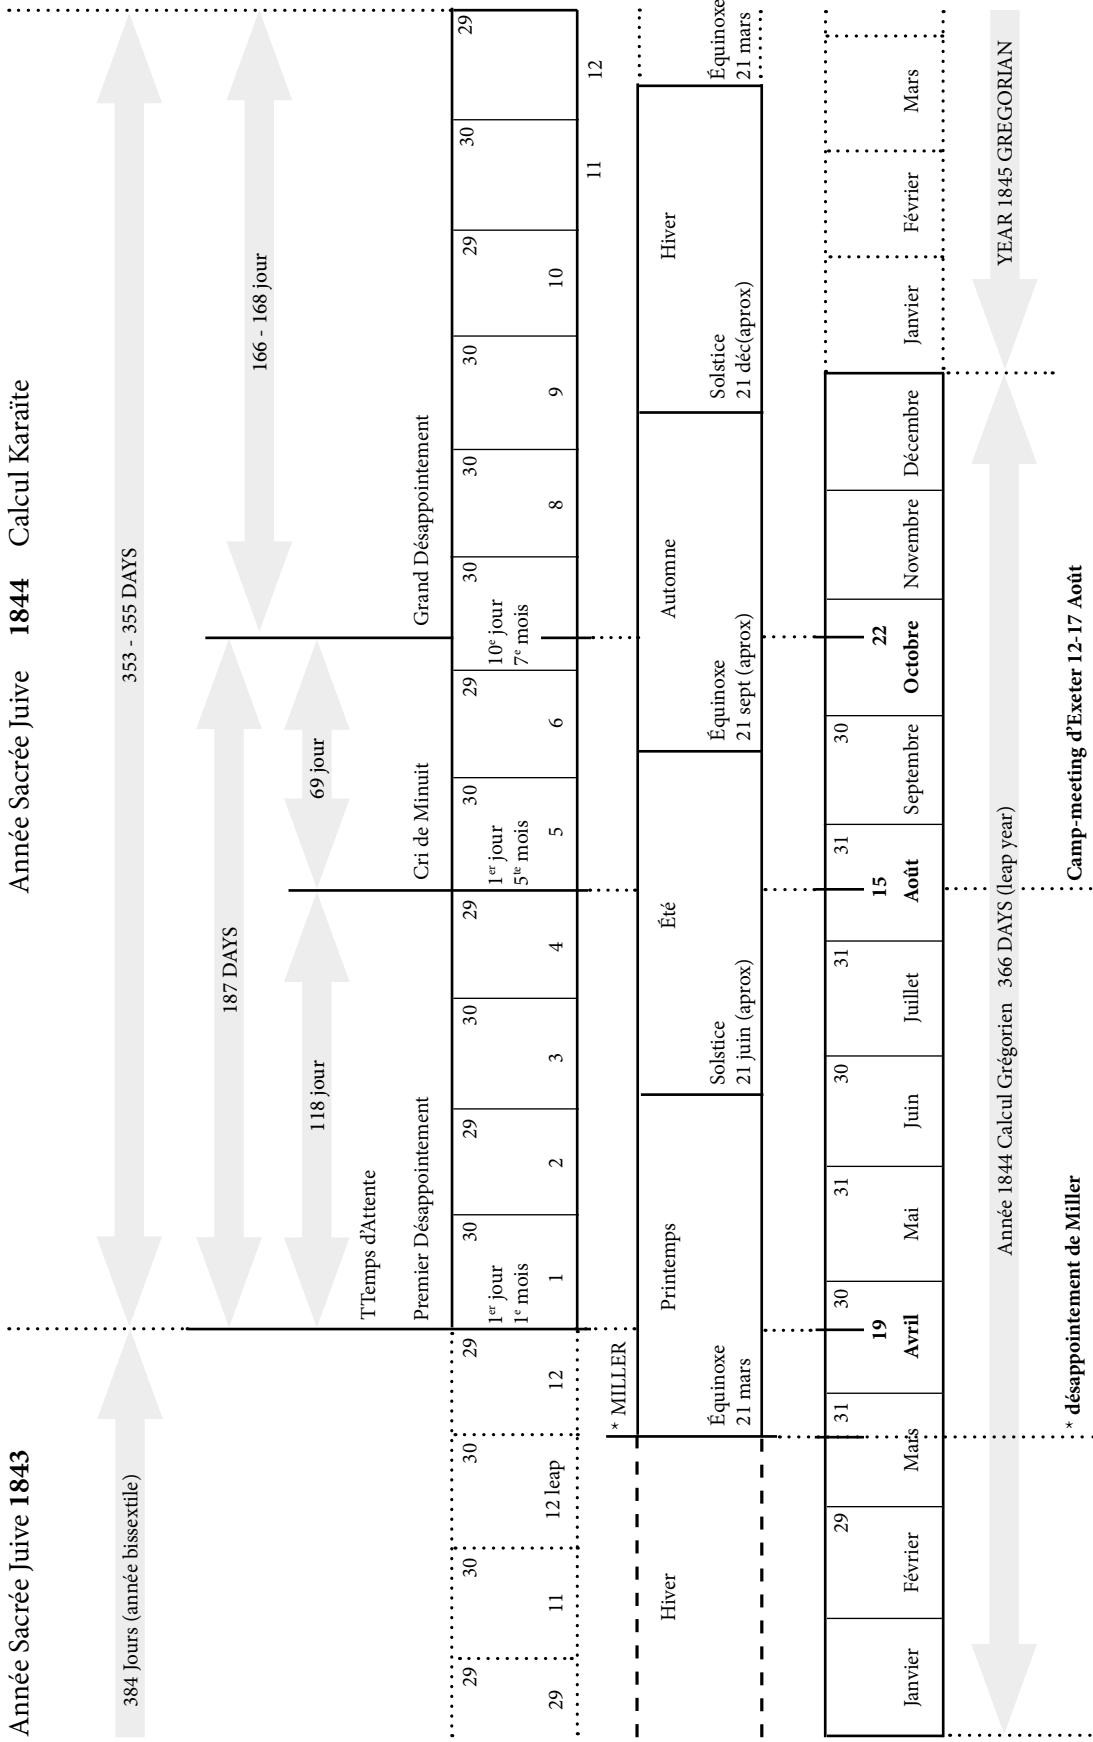 Année Sacrée Juive 1843
Année Sacrée Juive 1844 Calcul Karaïte
384 Jours (année bissextile)
353 - 355 DAYS
187 DAYS
166 - 168 jour
118 jour
69 jour
TTemps d'Attente
Premier Désappointement
Cri de Minuit
Grand Désappointement
29
30
30
29
30
29
30
29
30
29
30
30
30
29
30
29
1er jour
1e mois
1er jour
5te mois
10e jour
7e mois
29
11
12 leap
12
1
2
3
4
5
6
8
9
10
11
12
* MILLER
Hiver
Printemps
Été
Automne
Hiver
Équinoxe
21 mars
Solstice
21 juin (aprox)
Équinoxe
21 sept (aprox)
Solstice
21 déc(aprox)
Équinoxe
21 mars
29
31
30
31
30
31
31
30
19
15
22
Janvier
Février
Mars
Avril
Mai
Juin
Juillet
Août
Septembre
Octobre
Novembre
Décembre
Janvier
Février
Mars
Année 1844 Calcul Grégorien 366 DAYS (leap year)
YEAR 1845 GREGORIAN
* désappointement de Miller
Camp-meeting d'Exeter 12-17 Août